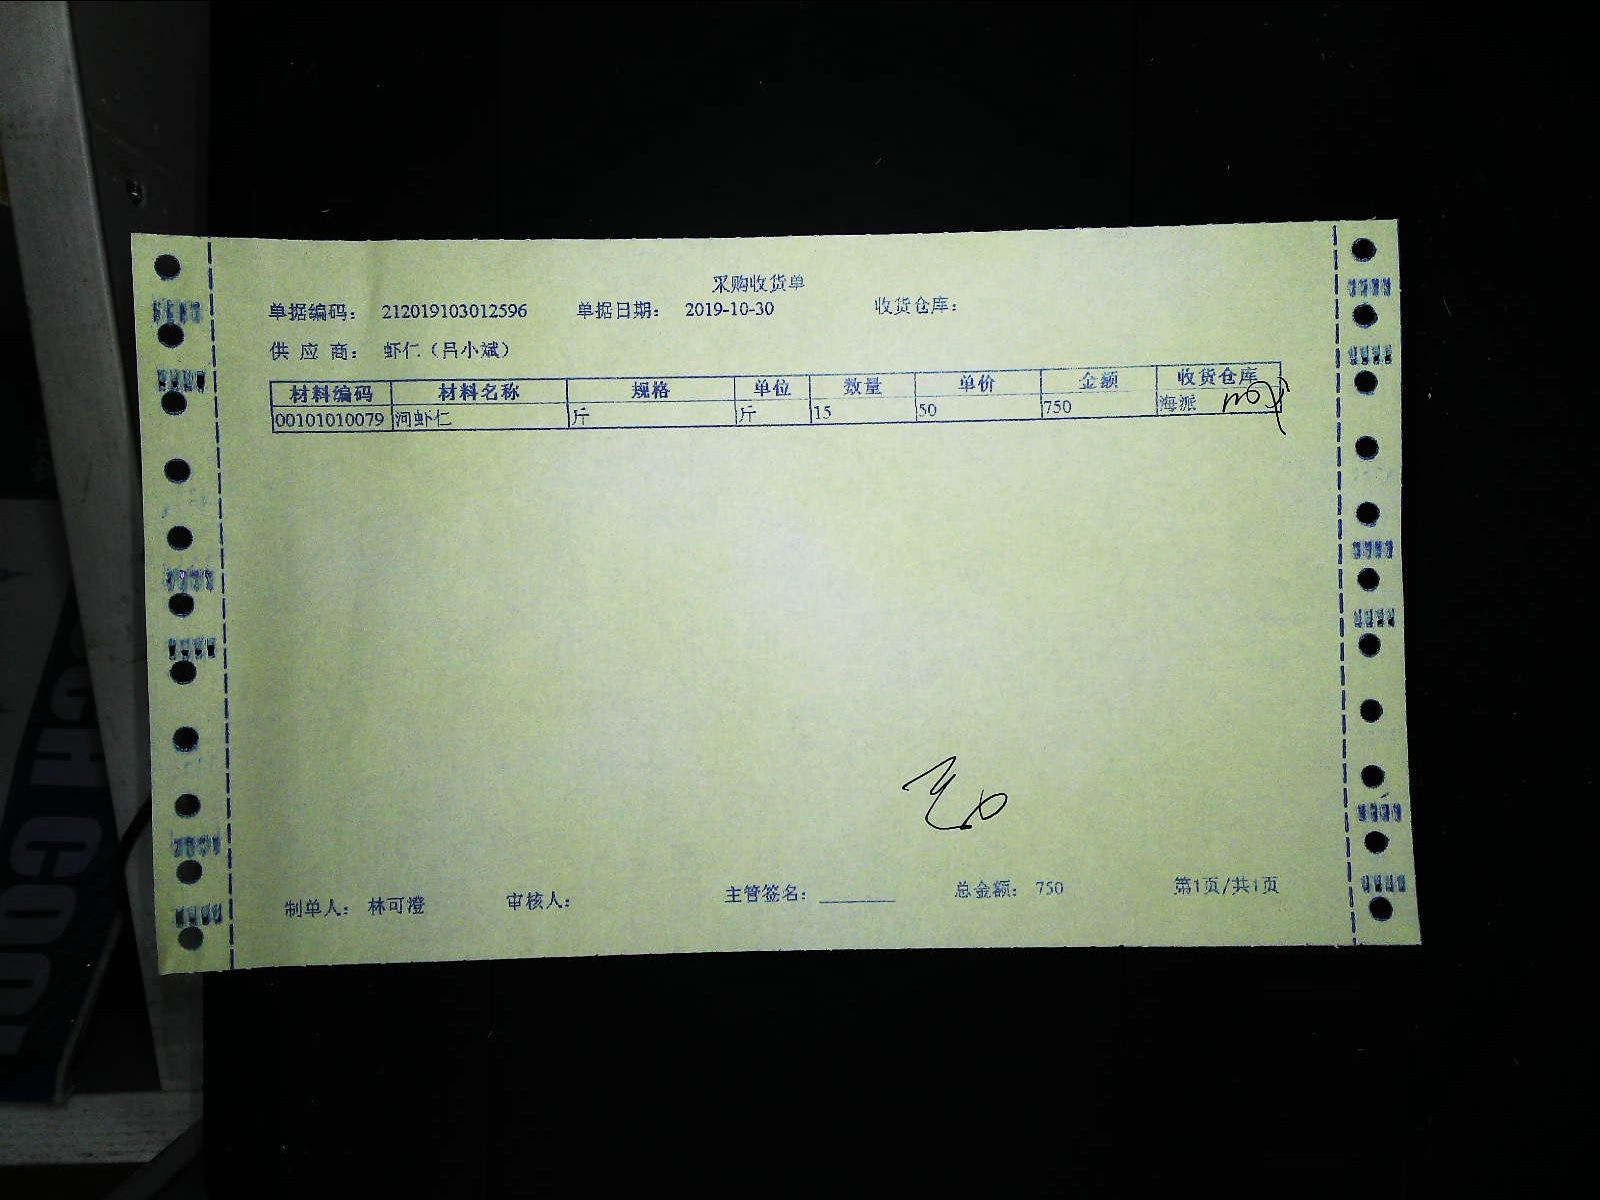 采购收货单
单据编码： 212019103012596 单据日期： 2019-10-30 收货仓库：
供 应 商： 虾仁（吕小斌）
材料编码 材料名称 规格 单位 数量 单价 金额 收货仓库
00101010079 河虾仁 斤 斤 15 50 750 海派
制单人： 林可澄 审核人： 主管签名： ________ 总金额： 750 第1页/共1页